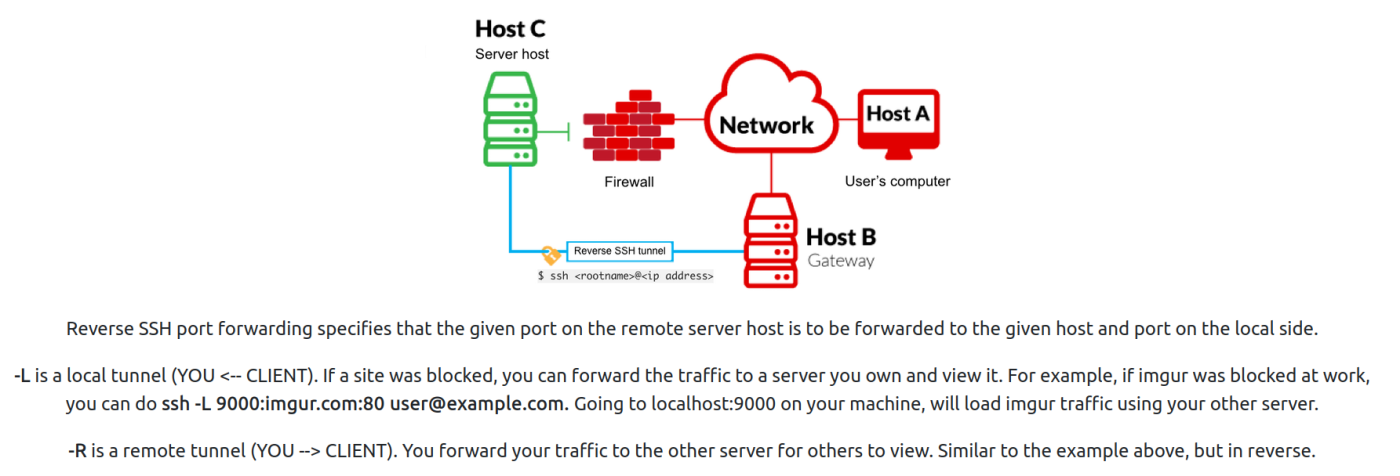 Host C
Server host
Network
Host A
Firewall
User's computer
Host B
Gateway
Reverse SSH tunnel
$ ssh <rootname>@<ip address>
Reverse SSH port forwarding specifies that the given port on the remote server host is to be forwarded to the given host and port on the local side.
-L is a local tunnel (YOU <-- CLIENT). If a site was blocked, you can forward the traffic to a server you own and view it. For example, if imgur was blocked at work,
you can do ssh -L 9000:imgur.com:80 user@example.com. Going to localhost:9000 on your machine, will load imgur traffic using your other server.
-R is a remote tunnel (YOU --> CLIENT). You forward your traffic to the other server for others to view. Similar to the example above, but in reverse.